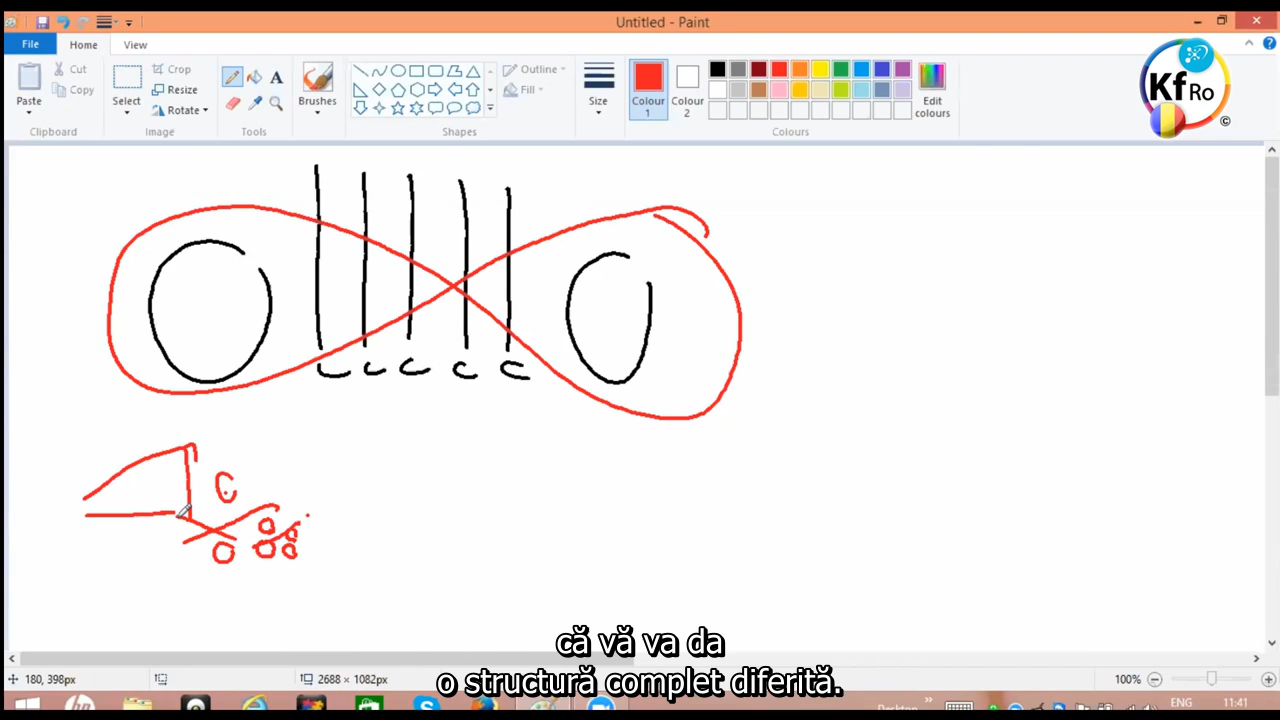 Untitled - Paint
File
Home
View
Paste
Cut
Copy
Clipboard
Select
Crop
Resize
Rotate
Image
Tools
Brushes
Shapes
Outline
Fill
Size
Colour 1
Colour 2
Edit colours
Colours
Kf Ro
©
C C C C C
că vă va da
o structură complet diferită.
180, 398px
2688 × 1082px
100%
Desktop
ENG
11:41